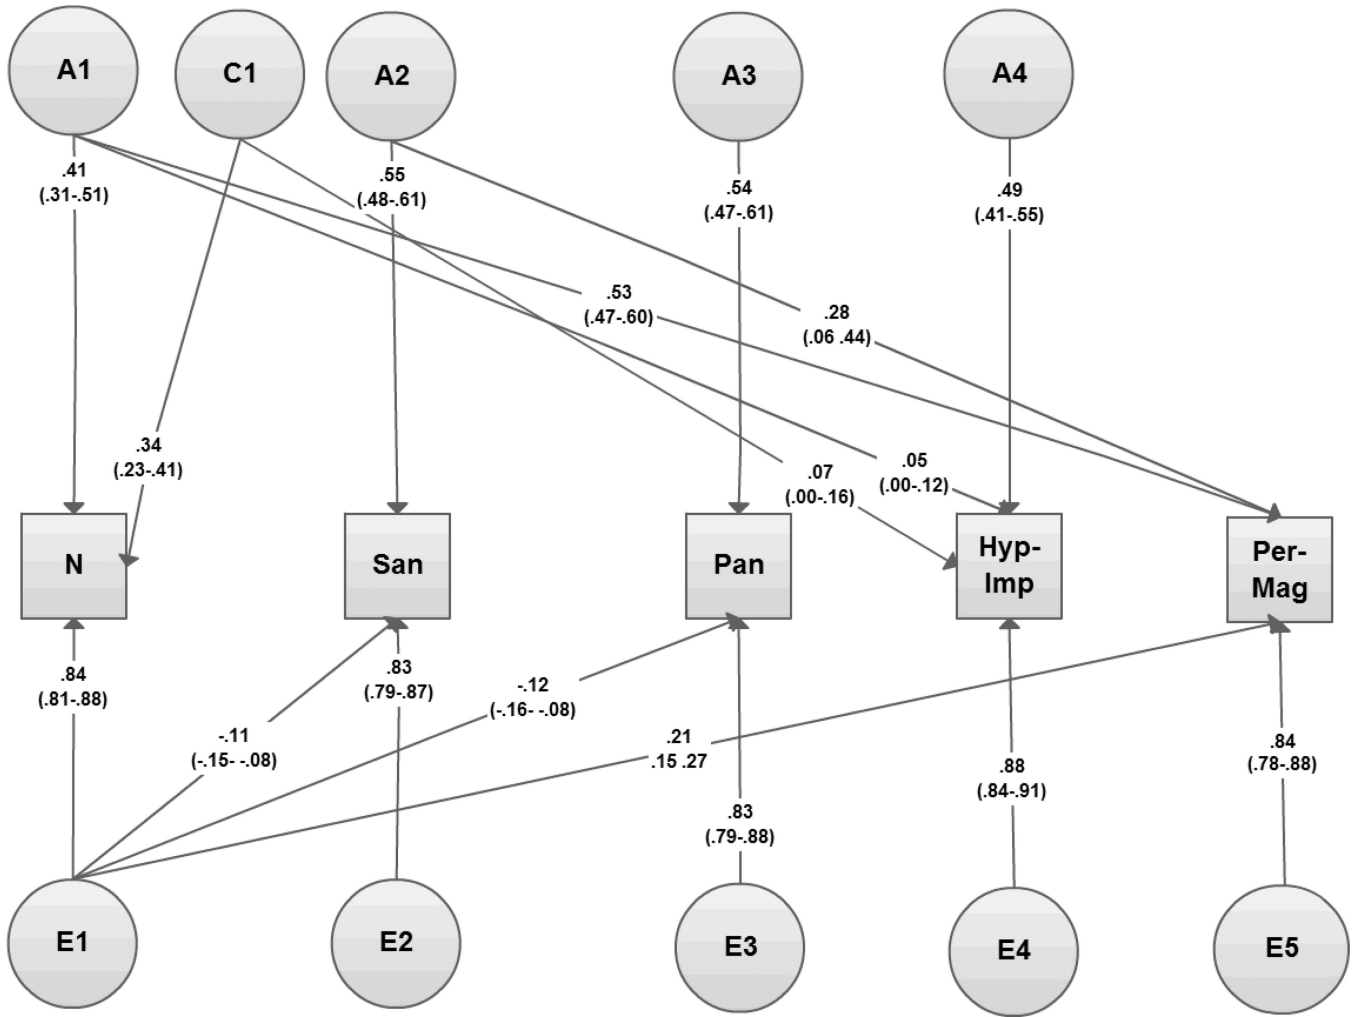 A1
C1
A2
A3
A4
.41
(.31-.51)
.55
(.48-.61)
.54
(.47-.61)
.49
(.41-.55)
.53
(.47-.60)
.28
(.06 .44)
.34
(.23-.41)
.07
(.00-.16)
.05
(.00-.12)
N
San
Pan
Hyp-
Imp
Per-
Mag
.84
(.81-.88)
.83
(.79-.87)
-.12
(-.16- -.08)
-.11
(-.15- -.08)
.21
.15 .27
.83
(.79-.88)
.88
(.84-.91)
.84
(.78-.88)
E1
E2
E3
E4
E5